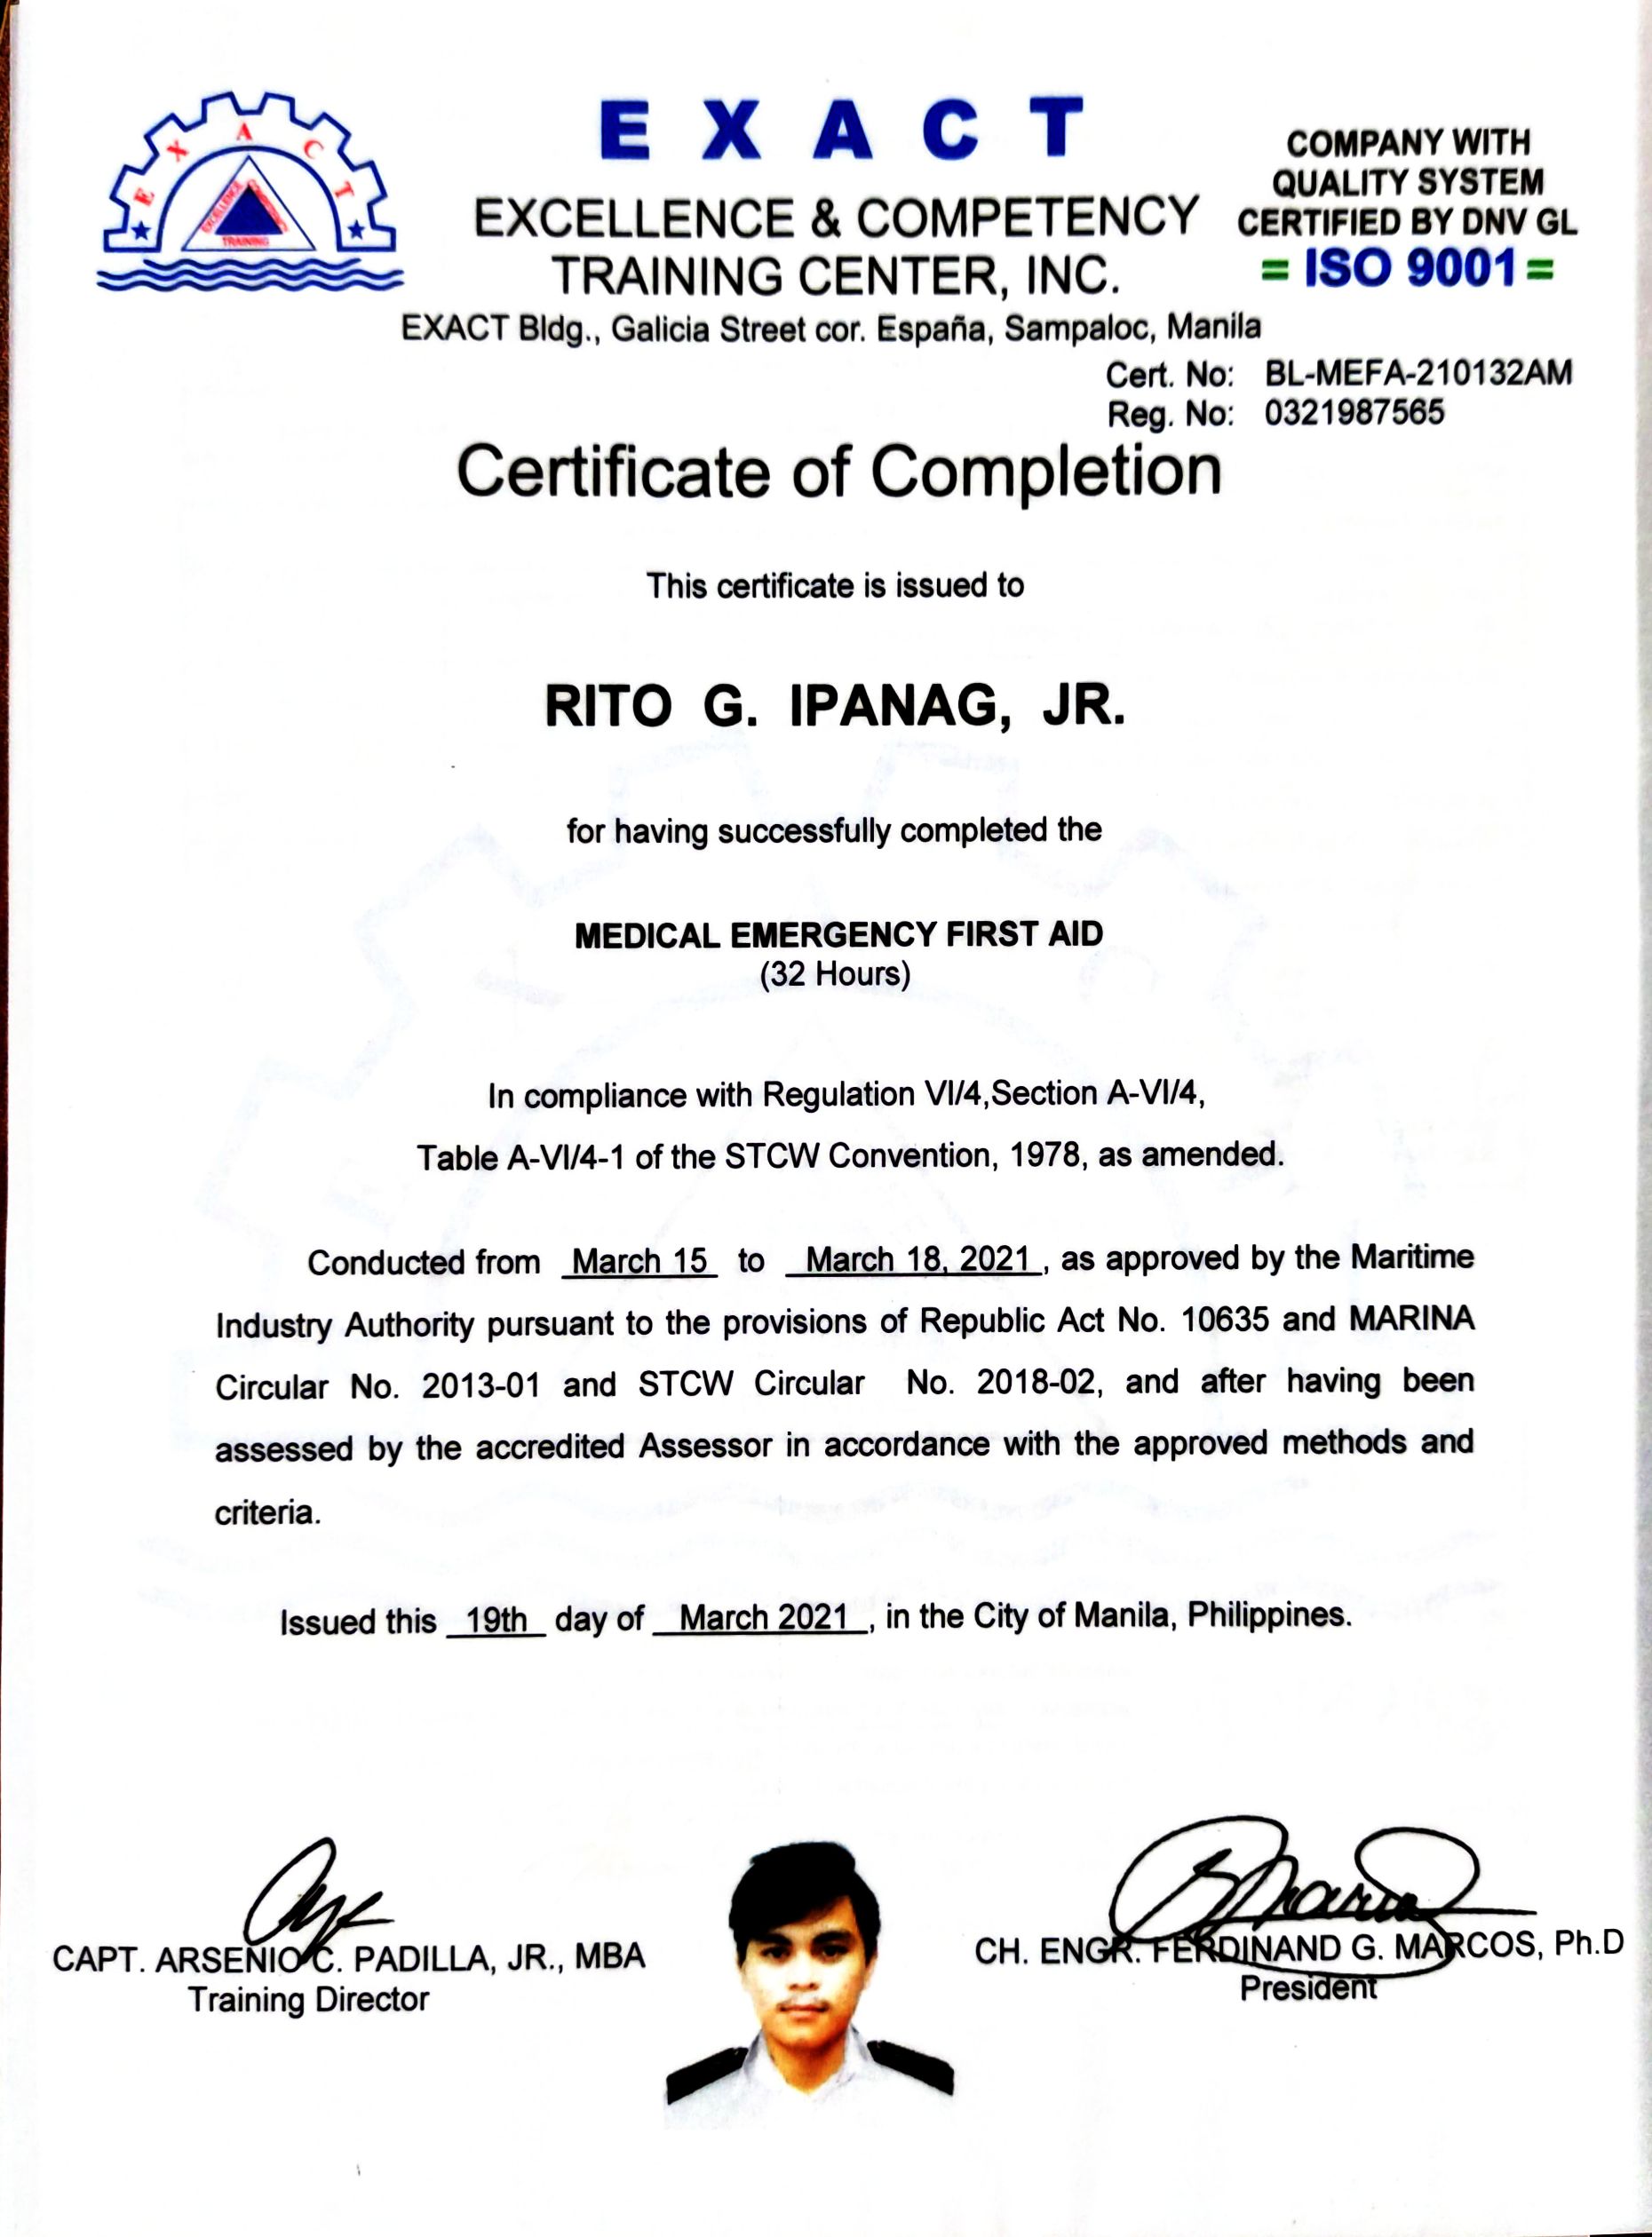 E X A C T
EXCELLENCE
TRAINING
E X A C T
EXCELLENCE & COMPETENCY
TRAINING CENTER, INC.
EXACT Bldg., Galicia Street cor. España, Sampaloc, Manila
COMPANY WITH
QUALITY SYSTEM
CERTIFIED BY DNV GL
= ISO 9001 =
Cert. No: BL-MEFA-210132AM
Reg. No: 0321987565
Certificate of Completion
This certificate is issued to
RITO G. IPANAG, JR.
for having successfully completed the
MEDICAL EMERGENCY FIRST AID
(32 Hours)
In compliance with Regulation VI/4,Section A-VI/4,
Table A-VI/4-1 of the STCW Convention, 1978, as amended.
Conducted from March 15 to March 18, 2021, as approved by the Maritime
Industry Authority pursuant to the provisions of Republic Act No. 10635 and MARINA
Circular No. 2013-01 and STCW Circular No. 2018-02, and after having been
assessed by the accredited Assessor in accordance with the approved methods and
criteria.
Issued this 19th day of March 2021, in the City of Manila, Philippines.
CAPT. ARSENIO C. PADILLA, JR., MBA
Training Director
CH. ENGR. FERDINAND G. MARCOS, Ph.D
President